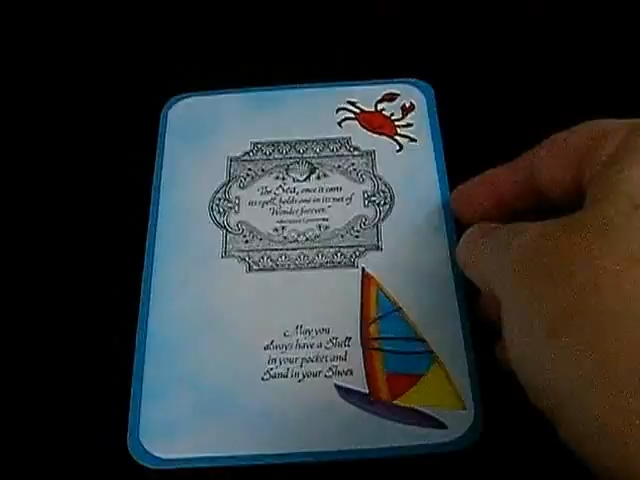 The Sea, once it casts
its spell, holds one in its net of
Wonder forever."
May you
always have a Shell
in your pocket and
Sand in your Shoes